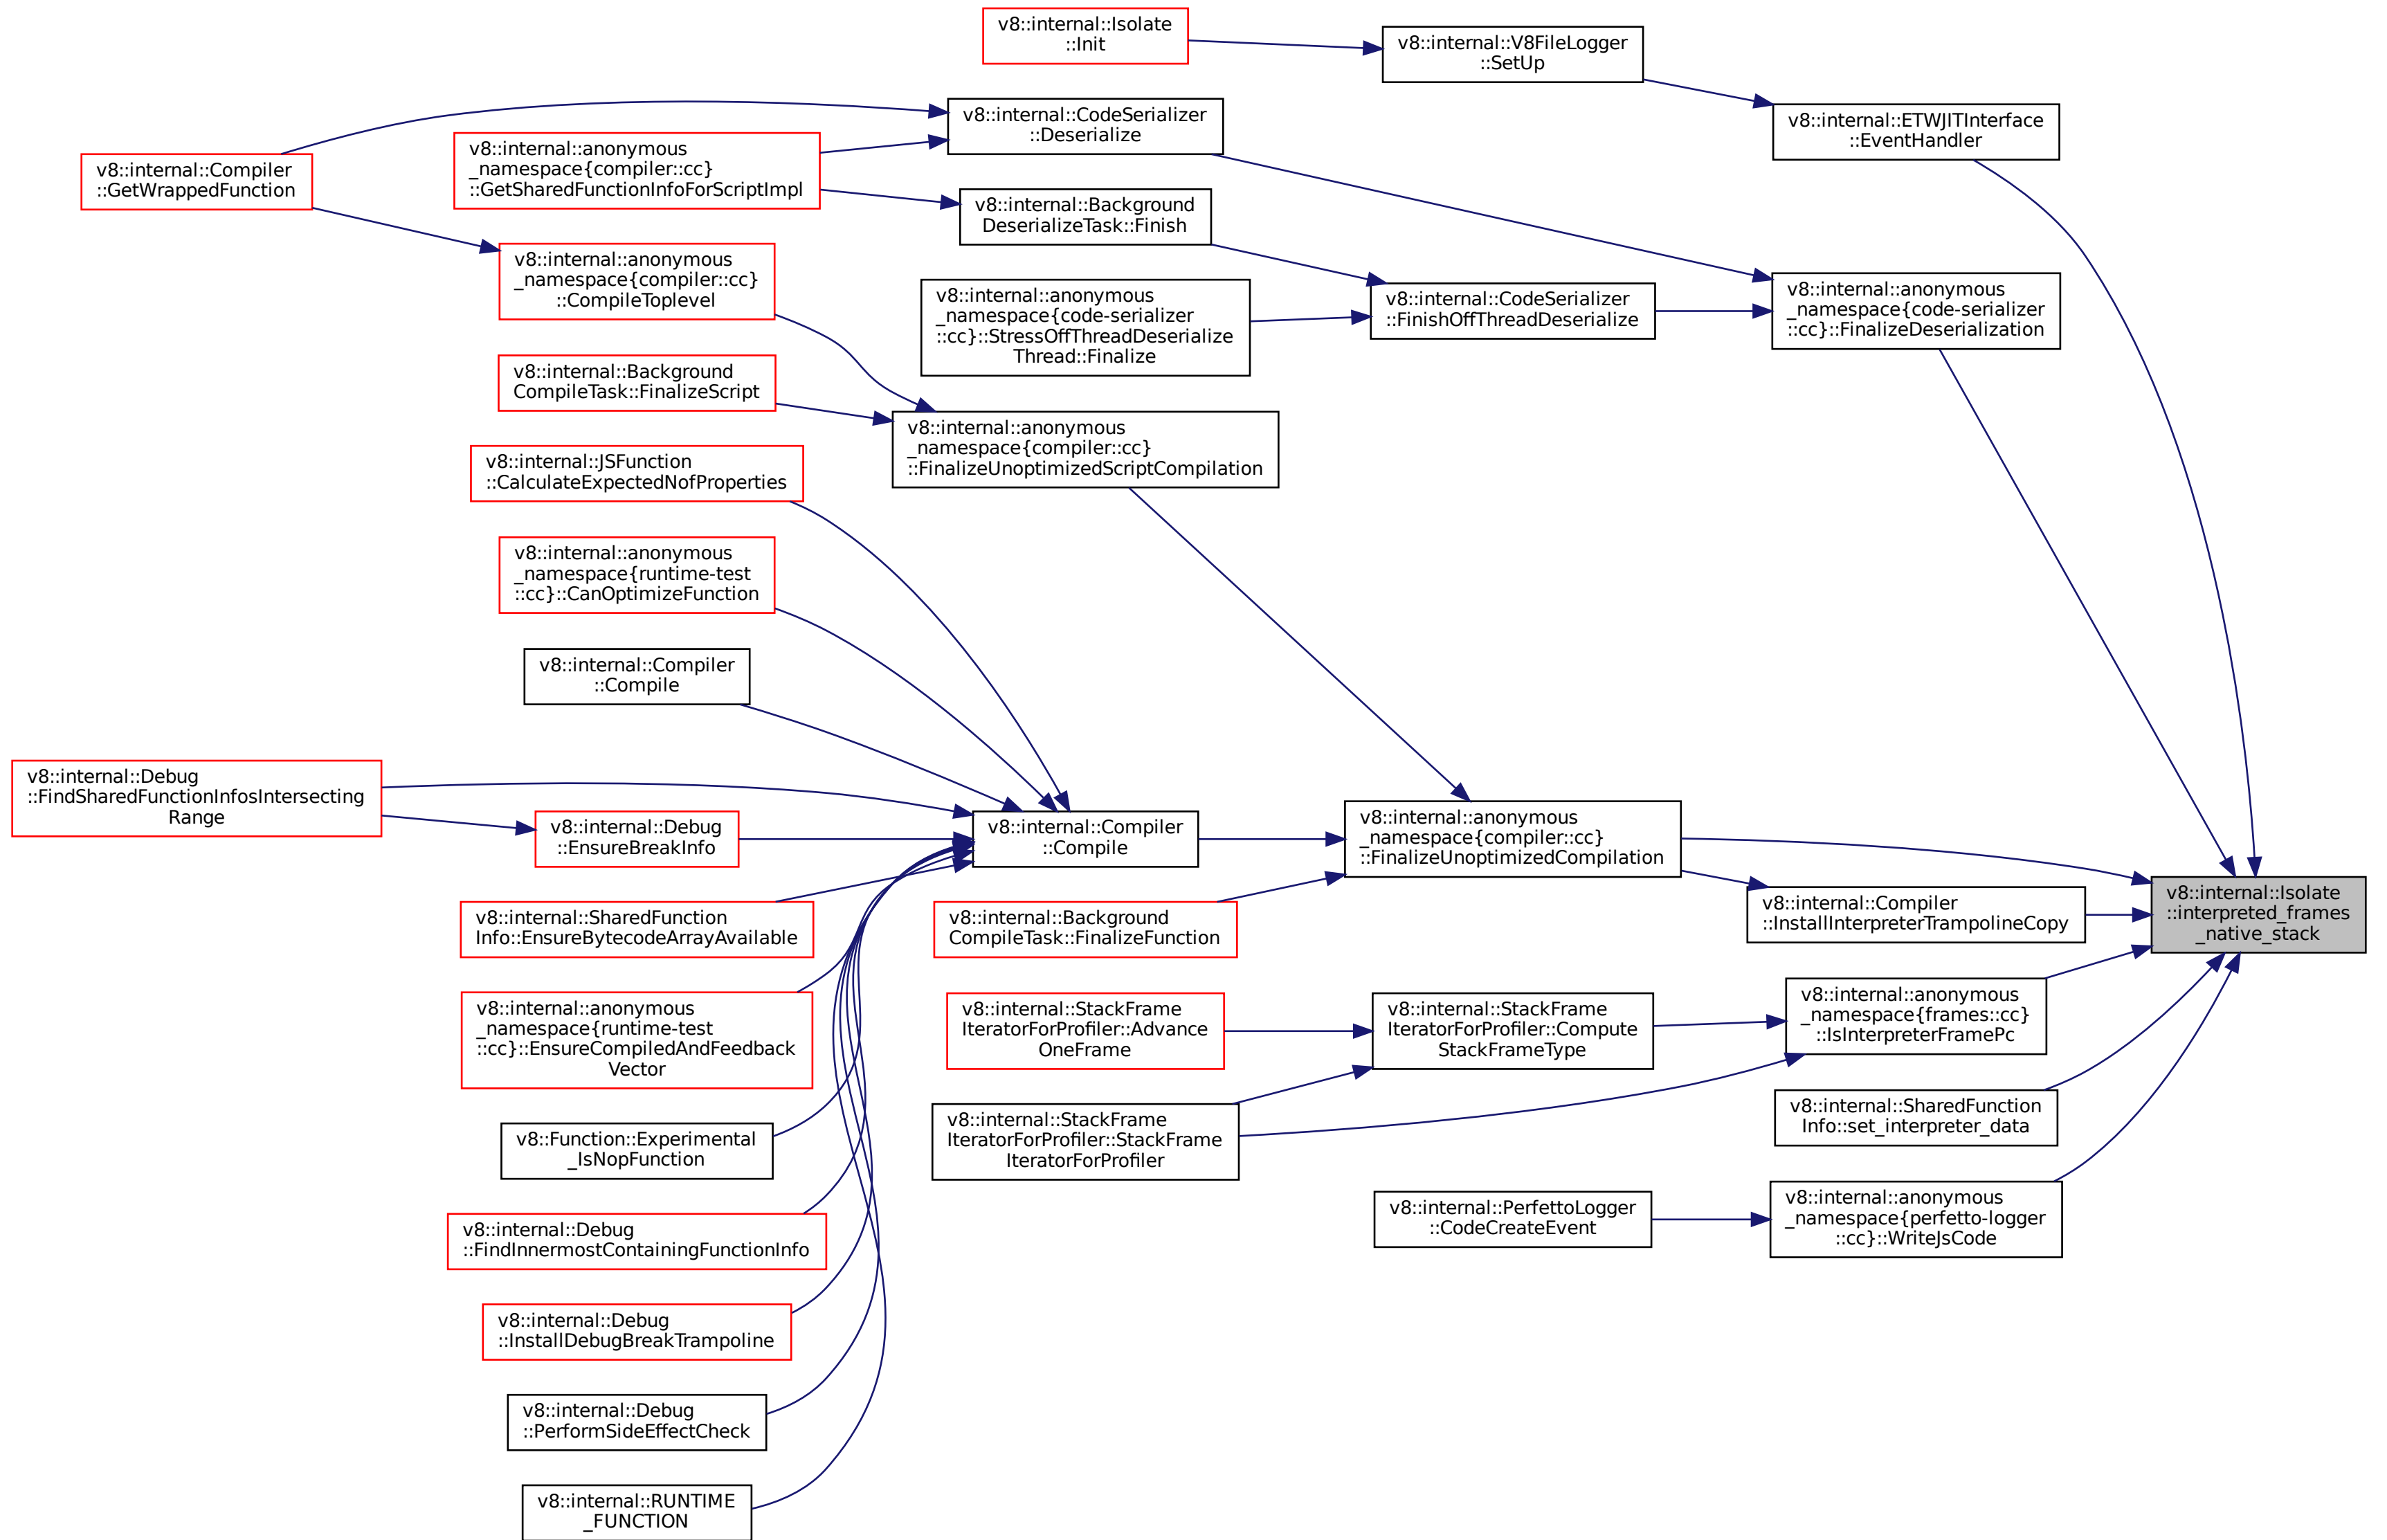 v8::internal::Isolate
::Init
v8::internal::V8FileLogger
::SetUp
v8::internal::CodeSerializer
::Deserialize
v8::internal::ETWJITInterface
::EventHandler
v8::internal::anonymous
_namespace{compiler::cc}
::GetSharedFunctionInfoForScriptImpl
v8::internal::Compiler
::GetWrappedFunction
v8::internal::Background
DeserializeTask::Finish
v8::internal::anonymous
_namespace{compiler::cc}
::CompileToplevel
v8::internal::anonymous
_namespace{code-serializer
::cc}::StressOffThreadDeserialize
Thread::Finalize
v8::internal::CodeSerializer
::FinishOffThreadDeserialize
v8::internal::anonymous
_namespace{code-serializer
::cc}::FinalizeDeserialization
v8::internal::Background
CompileTask::FinalizeScript
v8::internal::anonymous
_namespace{compiler::cc}
::FinalizeUnoptimizedScriptCompilation
v8::internal::JSFunction
::CalculateExpectedNofProperties
v8::internal::anonymous
_namespace{runtime-test
::cc}::CanOptimizeFunction
v8::internal::Compiler
::Compile
v8::internal::Debug
::FindSharedFunctionInfosIntersecting
Range
v8::internal::Debug
::EnsureBreakInfo
v8::internal::Compiler
::Compile
v8::internal::anonymous
_namespace{compiler::cc}
::FinalizeUnoptimizedCompilation
v8::internal::Isolate
::interpreted_frames
_native_stack
v8::internal::Compiler
::InstallInterpreterTrampolineCopy
v8::internal::SharedFunction
Info::EnsureBytecodeArrayAvailable
v8::internal::Background
CompileTask::FinalizeFunction
v8::internal::anonymous
_namespace{runtime-test
::cc}::EnsureCompiledAndFeedback
Vector
v8::internal::StackFrame
IteratorForProfiler::Advance
OneFrame
v8::internal::StackFrame
IteratorForProfiler::Compute
StackFrameType
v8::internal::anonymous
_namespace{frames::cc}
::IsInterpreterFramePc
v8::Function::Experimental
_IsNopFunction
v8::internal::StackFrame
IteratorForProfiler::StackFrame
IteratorForProfiler
v8::internal::SharedFunction
Info::set_interpreter_data
v8::internal::Debug
::FindInnermostContainingFunctionInfo
v8::internal::PerfettoLogger
::CodeCreateEvent
v8::internal::anonymous
_namespace{perfetto-logger
::cc}::WriteJsCode
v8::internal::Debug
::InstallDebugBreakTrampoline
v8::internal::Debug
::PerformSideEffectCheck
v8::internal::RUNTIME
_FUNCTION